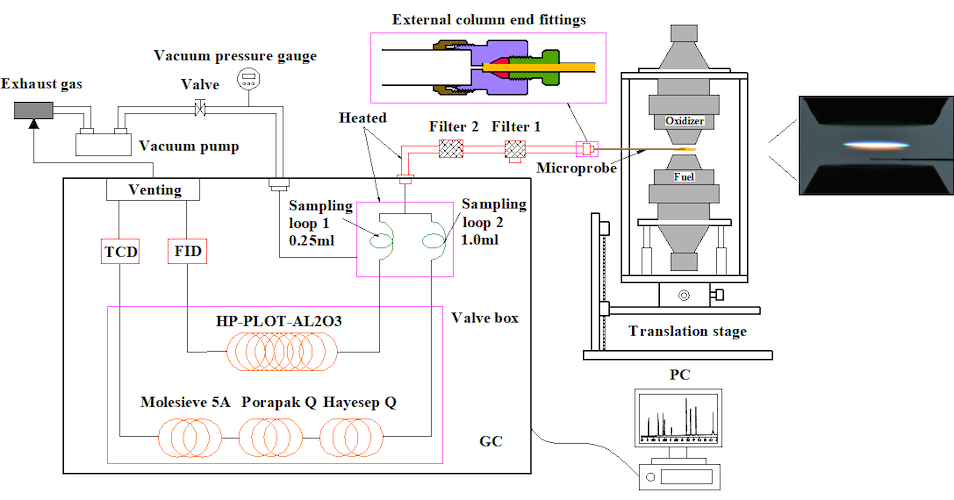 External column end fittings
Vacuum pressure gauge
Exhaust gas
Valve
Heated
Filter 2
Filter 1
Oxidizer
Vacuum pump
Microprobe
Fuel
Venting
Sampling
loop 1
0.25ml
Sampling
loop 2
1.0ml
TCD
FID
HP-PLOT-AL2O3
Valve box
Translation stage
PC
Molesieve 5A
Porapak Q
Hayesep Q
GC